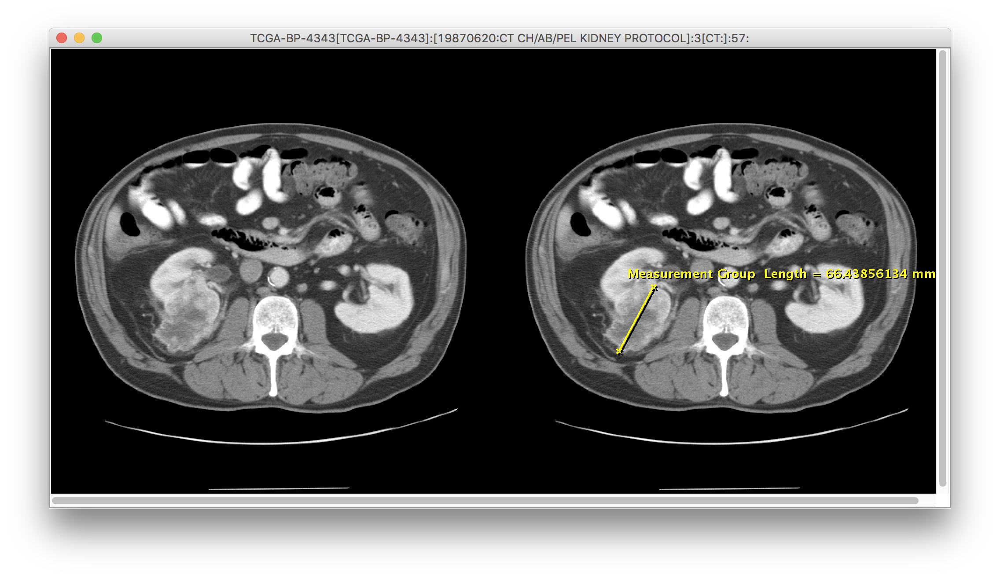 TCGA-BP-4343[TCGA-BP-4343]:[19870620:CT CH/AB/PEL KIDNEY PROTOCOL]:3[CT:]:57:
Measurement Group Length = 66.43856134 mm